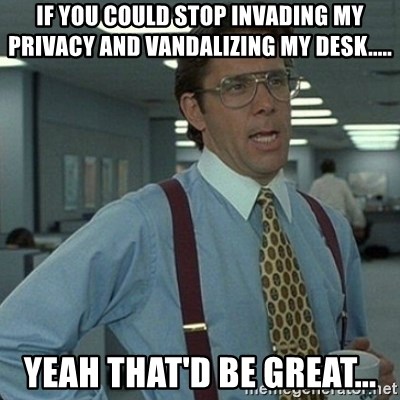 IF YOU COULD STOP INVADING MY
PRIVACY AND VANDALIZING MY DESK.....
YEAH THAT'D BE GREAT...
memegenerator.net